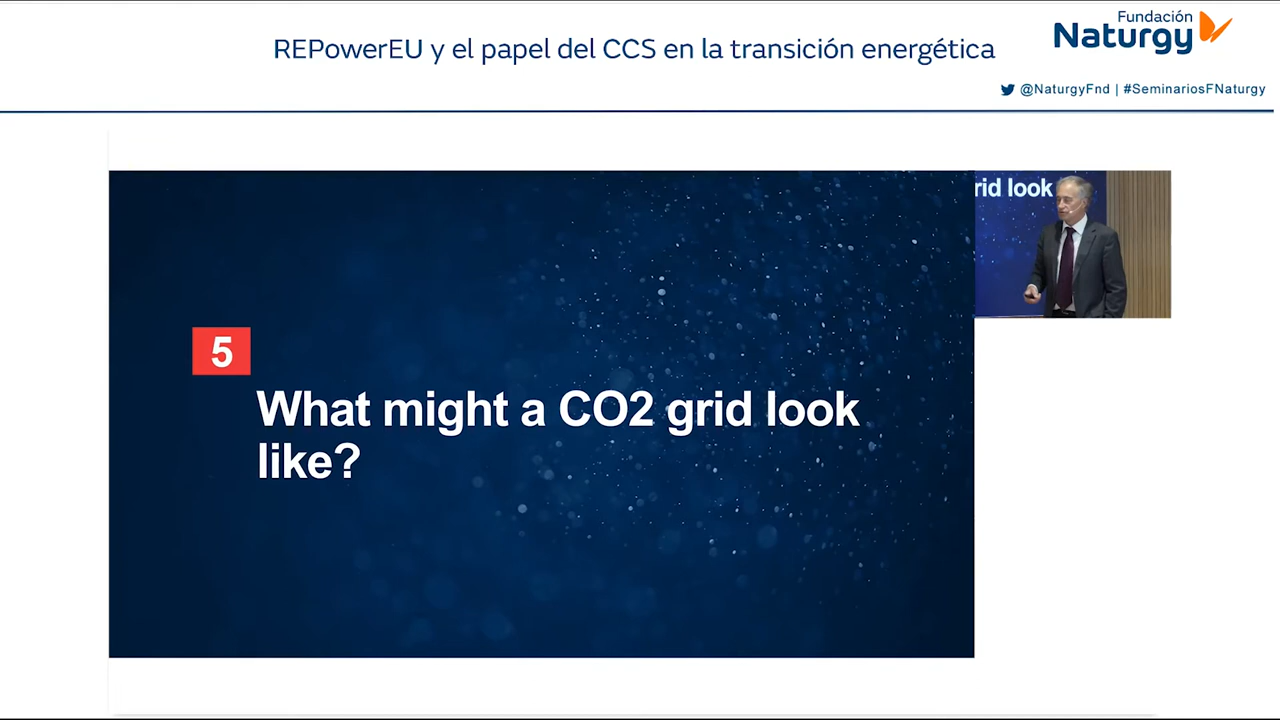 REPowerEU y el papel del CCS en la transición energética
Fundación
Naturgy
@NaturgyFnd | #SeminariosFNaturgy
5
What might a CO2 grid look
like?
rid look